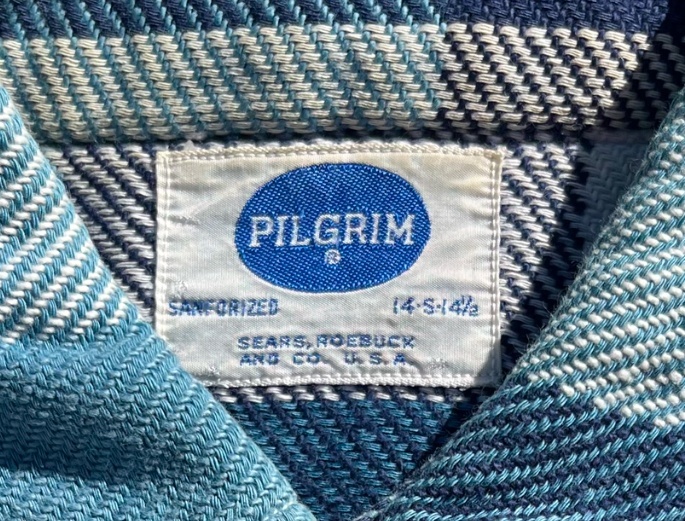 PILGRIM
®
SANFORIZED 14-S-14½
SEARS, ROEBUCK
AND CO. U.S.A.